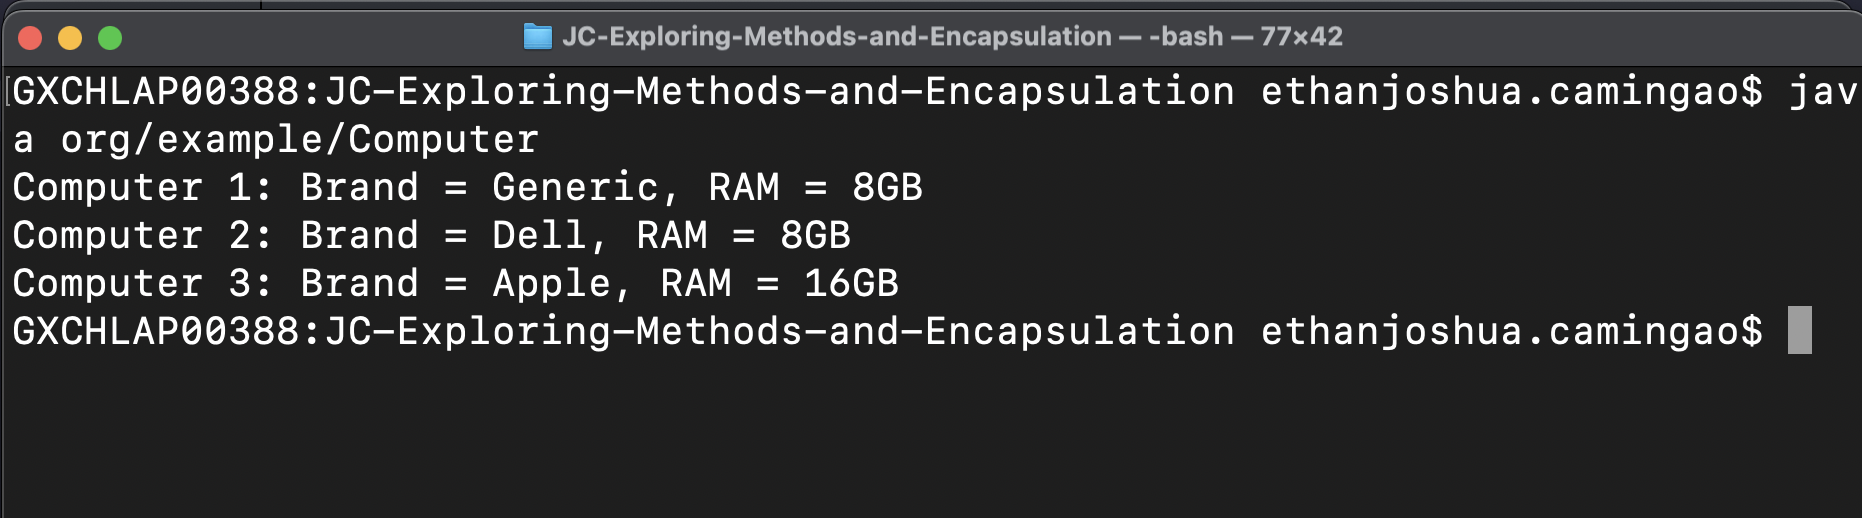 JC-Exploring-Methods-and-Encapsulation — -bash — 77×42
[GXCHLAP00388:JC-Exploring-Methods-and-Encapsulation ethanjoshua.camingao$ jav
a org/example/Computer
Computer 1: Brand = Generic, RAM = 8GB
Computer 2: Brand = Dell, RAM = 8GB
Computer 3: Brand = Apple, RAM = 16GB
GXCHLAP00388:JC-Exploring-Methods-and-Encapsulation ethanjoshua.camingao$